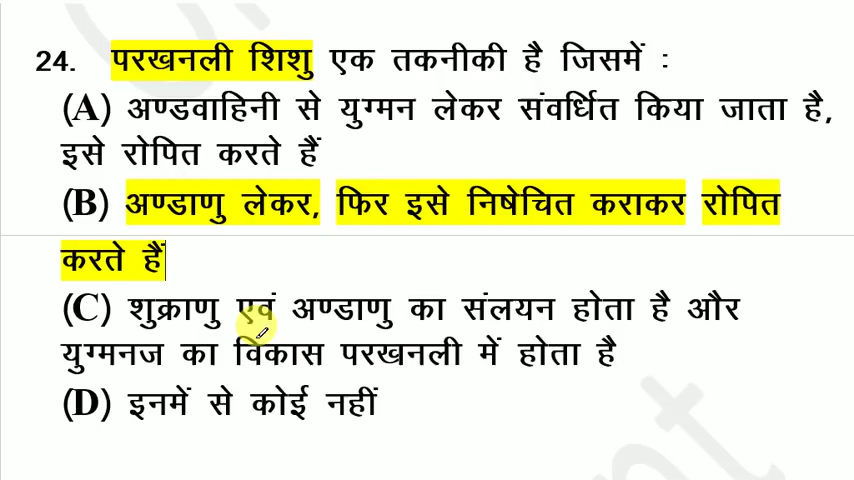 24. परखनली शिशु एक तकनीकी है जिसमें :
(A) अण्डवाहिनी से युग्मन लेकर संवर्धित किया जाता है,
इसे रोपित करते हैं
(B) अण्डाणु लेकर, फिर इसे निषेचित कराकर रोपित
करते हैं
(C) शुक्राणु एवं अण्डाणु का संलयन होता है और
युग्मनज का विकास परखनली में होता है
(D) इनमें से कोई नहीं